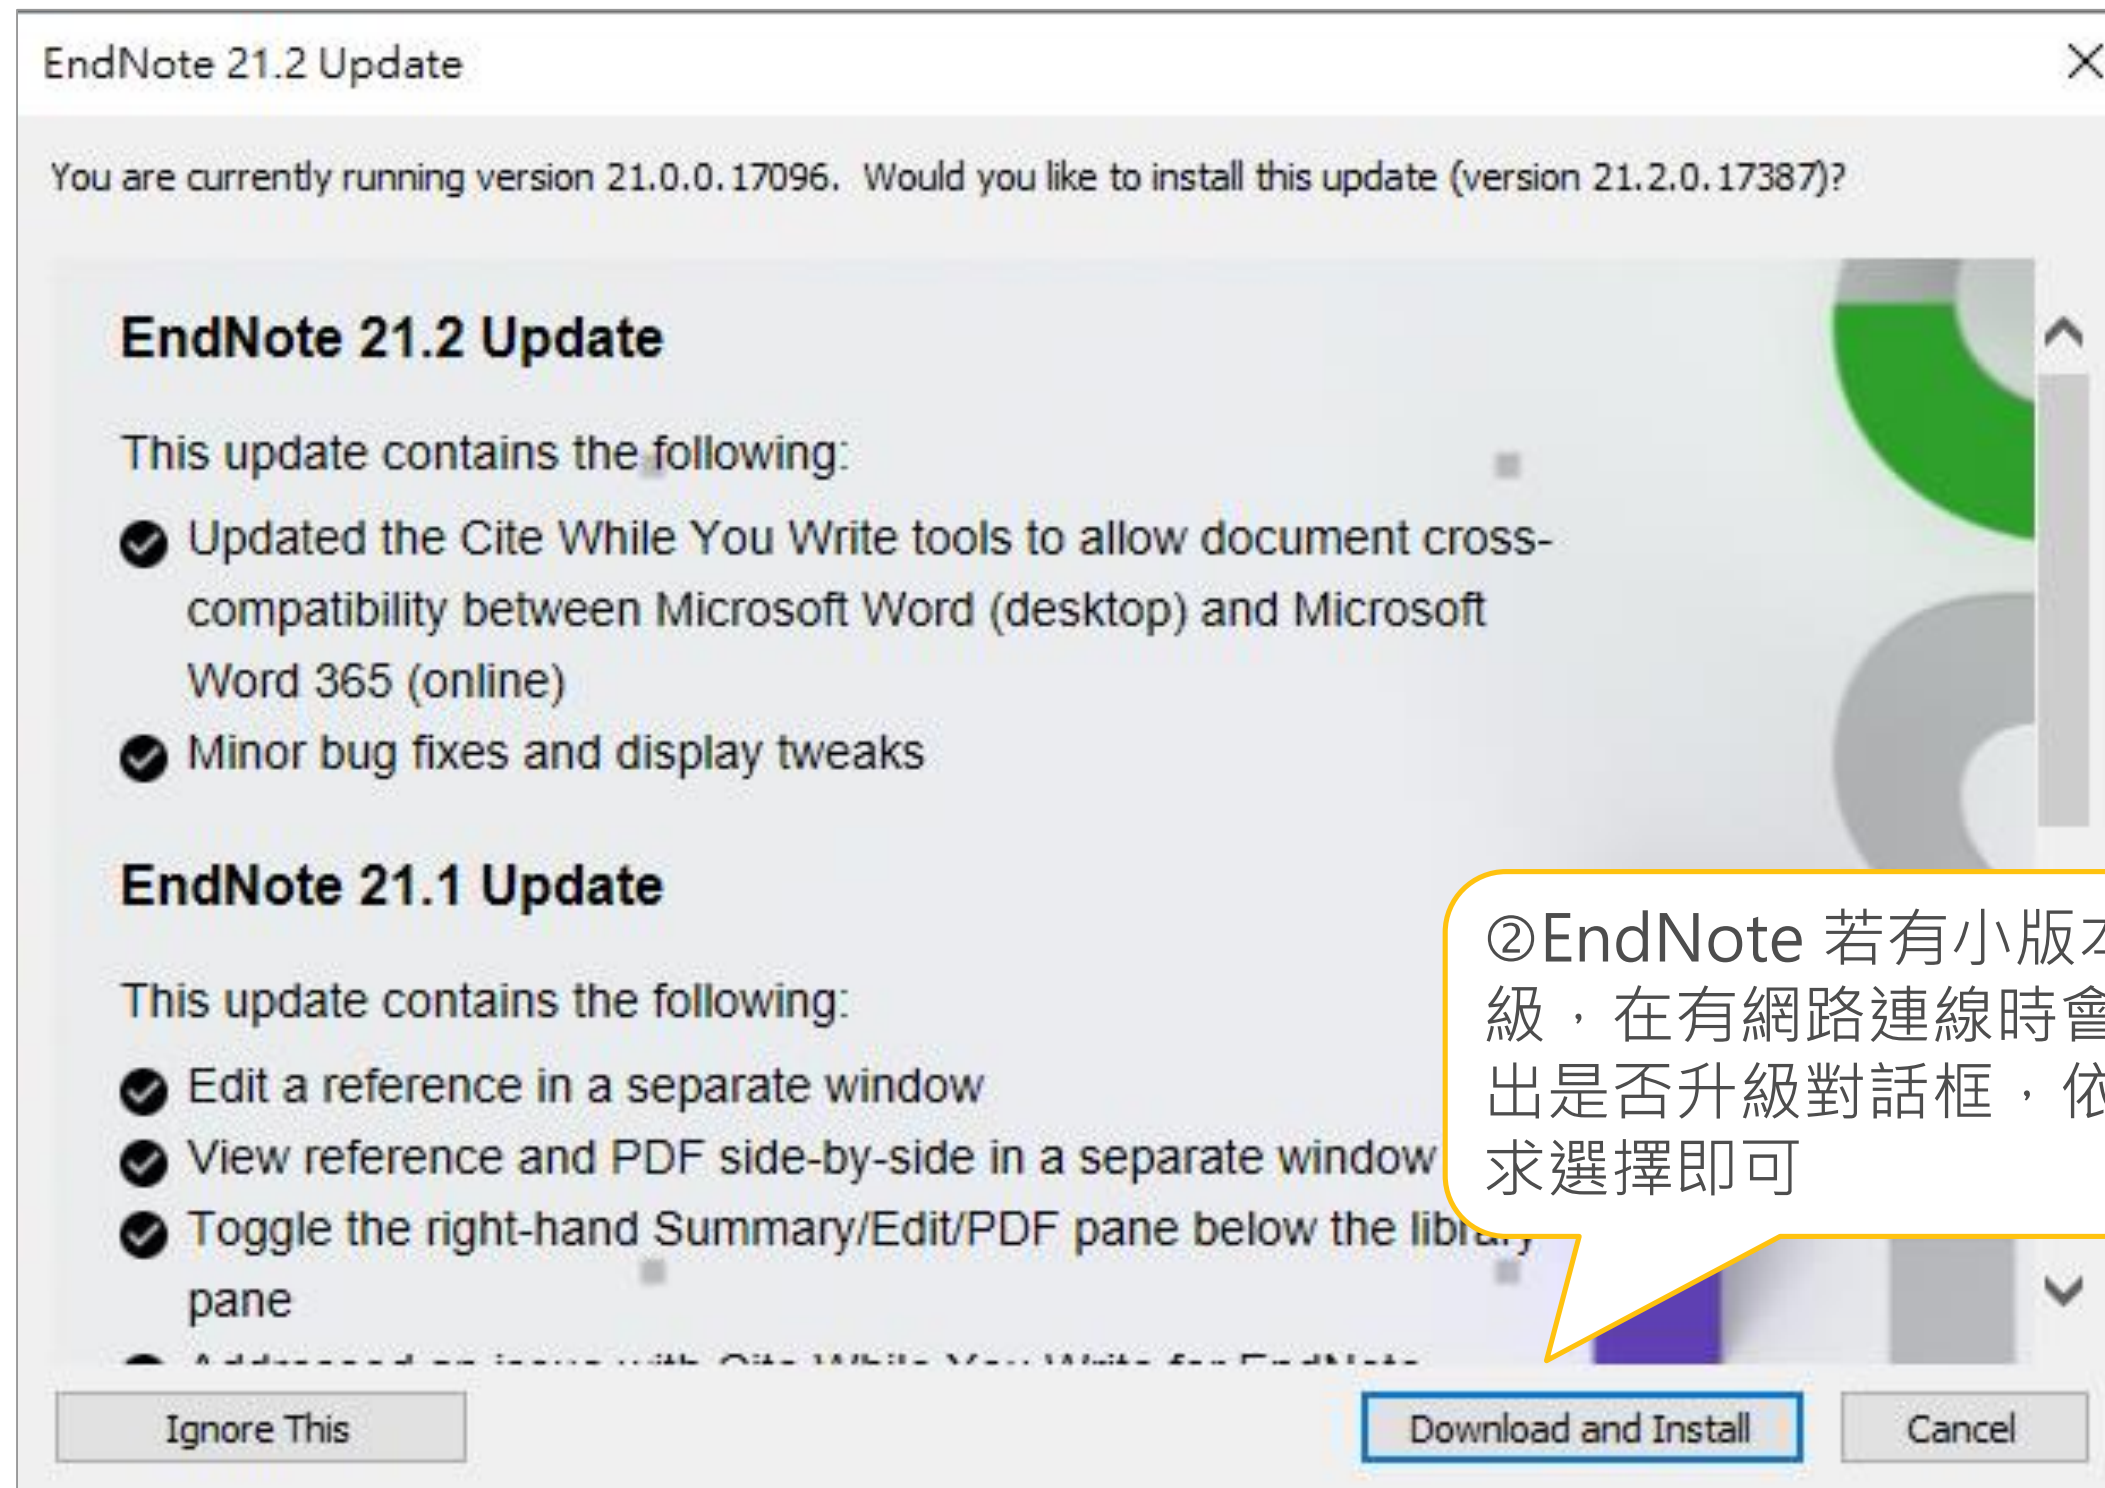 EndNote 21.2 Update
You are currently running version 21.0.0.17096. Would you like to install this update (version 21.2.0.17387)?
EndNote 21.2 Update
This update contains the following:
Updated the Cite While You Write tools to allow document cross-
compatibility between Microsoft Word (desktop) and Microsoft
Word 365 (online)
Minor bug fixes and display tweaks
EndNote 21.1 Update
This update contains the following:
Edit a reference in a separate window
View reference and PDF side-by-side in a separate window
Toggle the right-hand Summary/Edit/PDF pane below the library
pane
②EndNote 若有小版
級，在有網路連線時會
出是否升級對話框，依
求選擇即可
Ignore This
Download and Install
Cancel